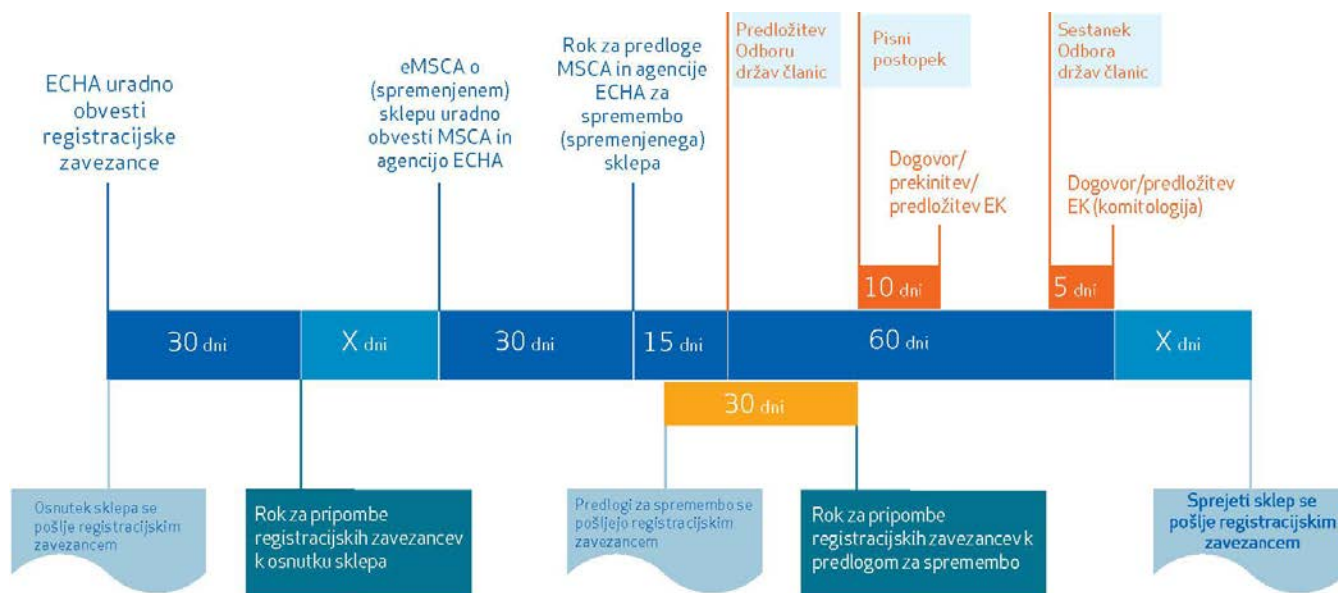 ECHA uradno
obvesti
registracijske
zavezance
eMSCA o
(spremenjenem)
sklepu uradno
obvesti MSCA in
agencijo ECHA
Rok za predloge
MSCA in agencije
ECHA za
spremembo
(spremenjenega)
sklepa
Predložitev
Odboru
držav članic
Pisni
postopek
Sestanek
Odbora
držav članic
Dogovor/
prekinitev/
predložitev EK
Dogovor/predložitev
EK (komitologija)
10 dni
5 dni
30 dni
X dni
30 dni
15 dni
60 dni
X dni
30 dni
Osnutek sklepa se
pošlje registracijskim
zavezancem
Rok za pripombe
registracijskih zavezancev
k osnutku sklepa
Predlogi za spremembo se
pošljejo registracijskim
zavezancem
Rok za pripombe
registracijskih zavezancev k
predlogom za spremembo
Sprejeti sklep se
pošlje registracijskim
zavezancem